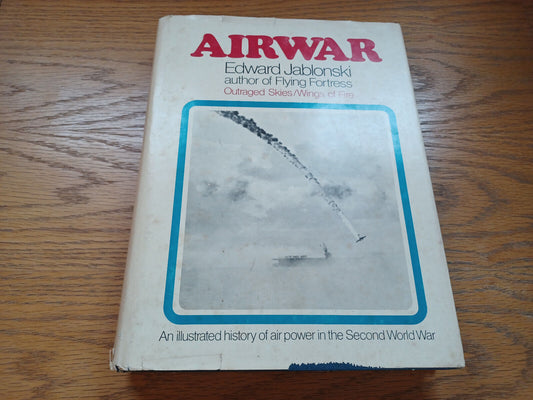 AIRWAR
Edward Jablonski
author of Flying Fortress
Outraged Skies/Wings of Fire
An illustrated history of air power in the Second World War